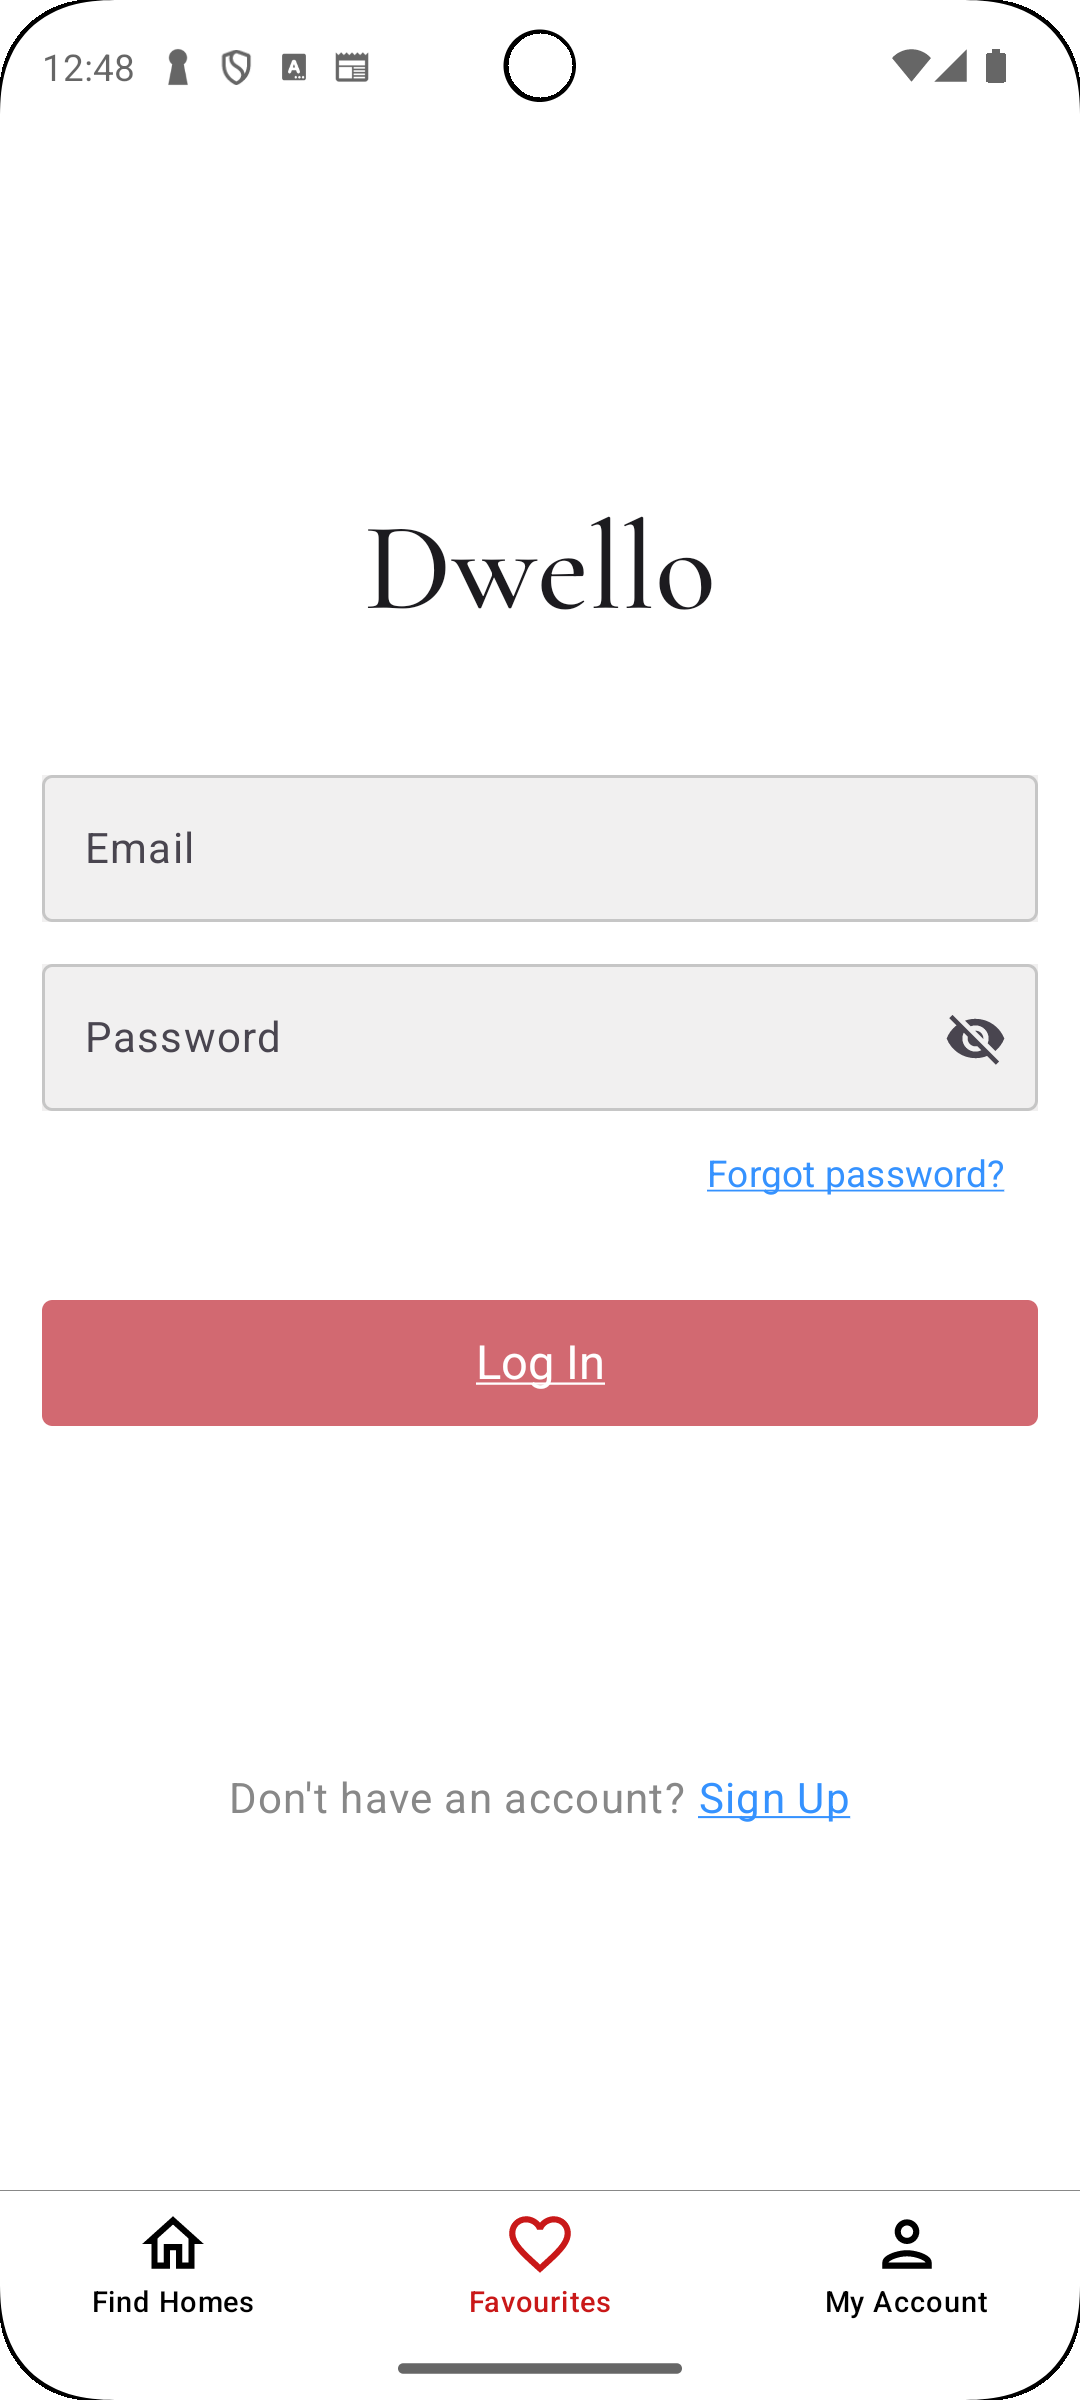 12:48
Dwello
Email
Password
Forgot password?
Log In
Don't have an account? Sign Up
Find Homes
Favourites
My Account